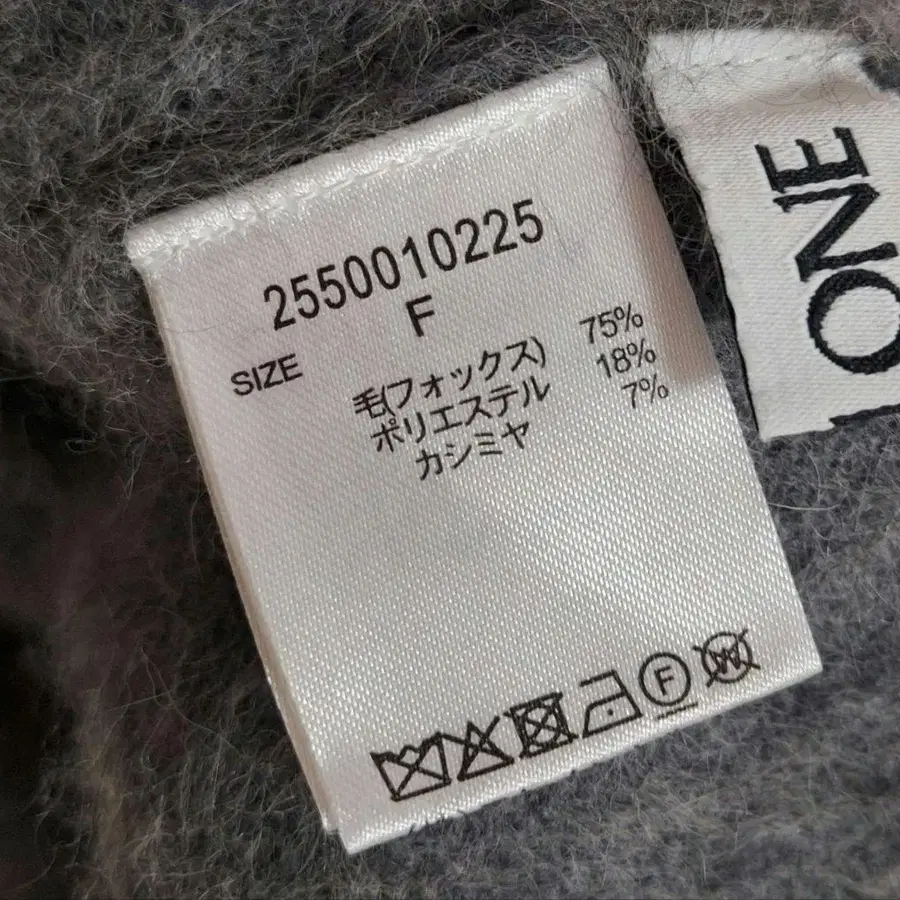 2550010225
SIZE F
毛(フォックス) 75%
ポリエステル 18%
カシミヤ 7%
F
W
ONE